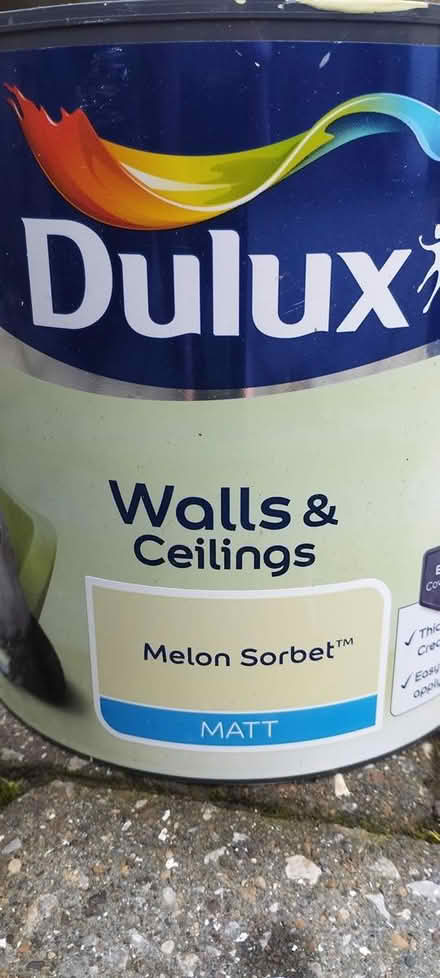 Dulux
Walls &
Ceilings
Melon Sorbet™
MATT